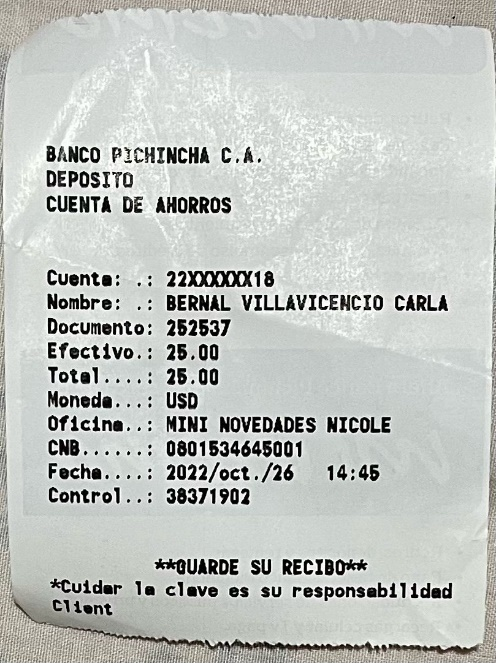 BANCO PICHINCHA C.A.
DEPOSITO
CUENTA DE AHORROS
Cuenta: .: 22XXXXXX18
Nombre: .: BERNAL VILLAVICENCIO CARLA
Documento: 252537
Efectivo.: 25.00
Total....: 25.00
Moneda...: USD
Oficina..: MINI NOVEDADES NICOLE
CNB......: 0801534645001
Fecha....: 2022/oct./26 14:45
Control..: 38371902
**GUARDE SU RECIBO**
*Cuidar la clave es su responsabilidad
Client